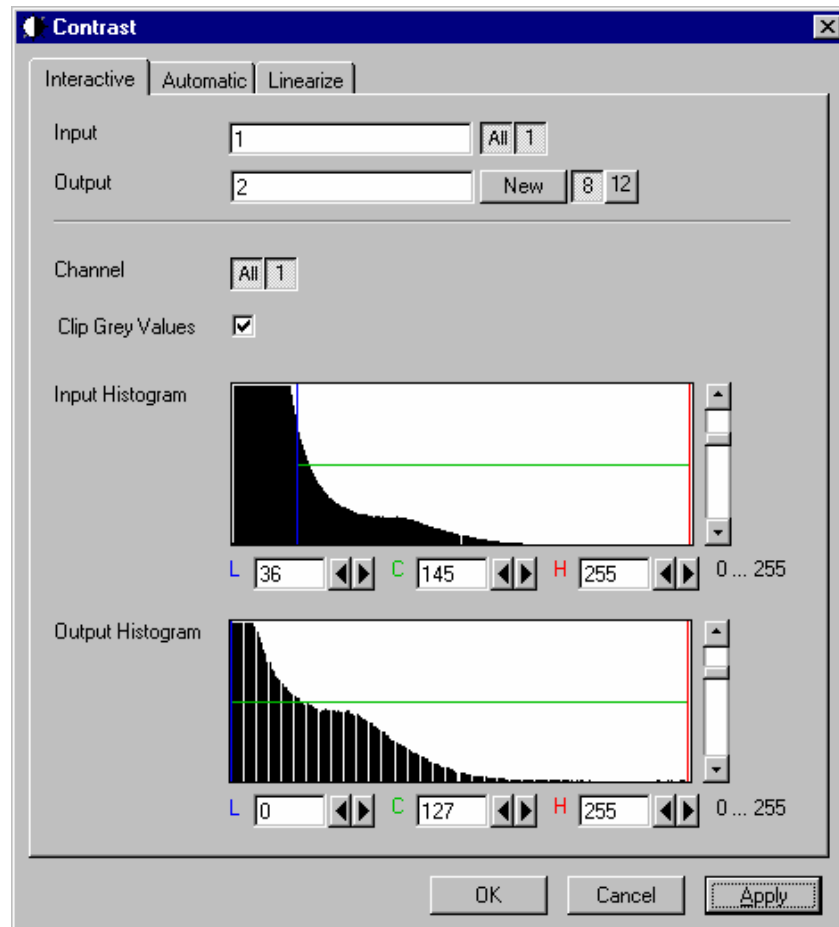 Contrast
Interactive Automatic Linearize
Input 1 All 1
Output 2 New 8 12
Channel All 1
Clip Grey Values
Input Histogram
L 36 C 145 H 255 0 ... 255
Output Histogram
L 0 C 127 H 255 0 ... 255
OK Cancel Apply